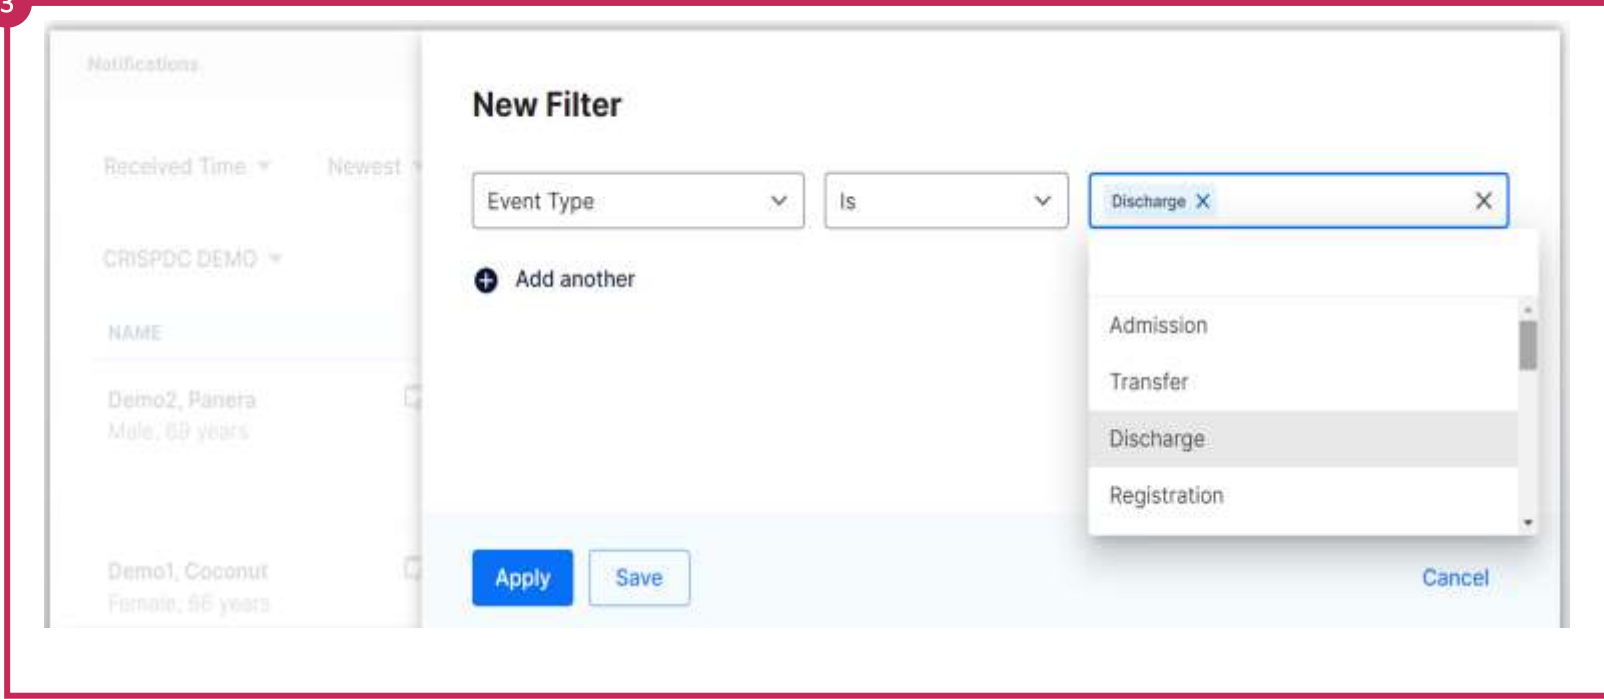 3
Notifications
New Filter
Received Time
Newest
Event Type
Is
Discharge
CRISPDC DEMO
Add another
NAME
Admission
Transfer
Discharge
Registration
Demo2, Panera
Male, 69 years
Demo1, Coconut
Female, 66 years
Apply
Save
Cancel